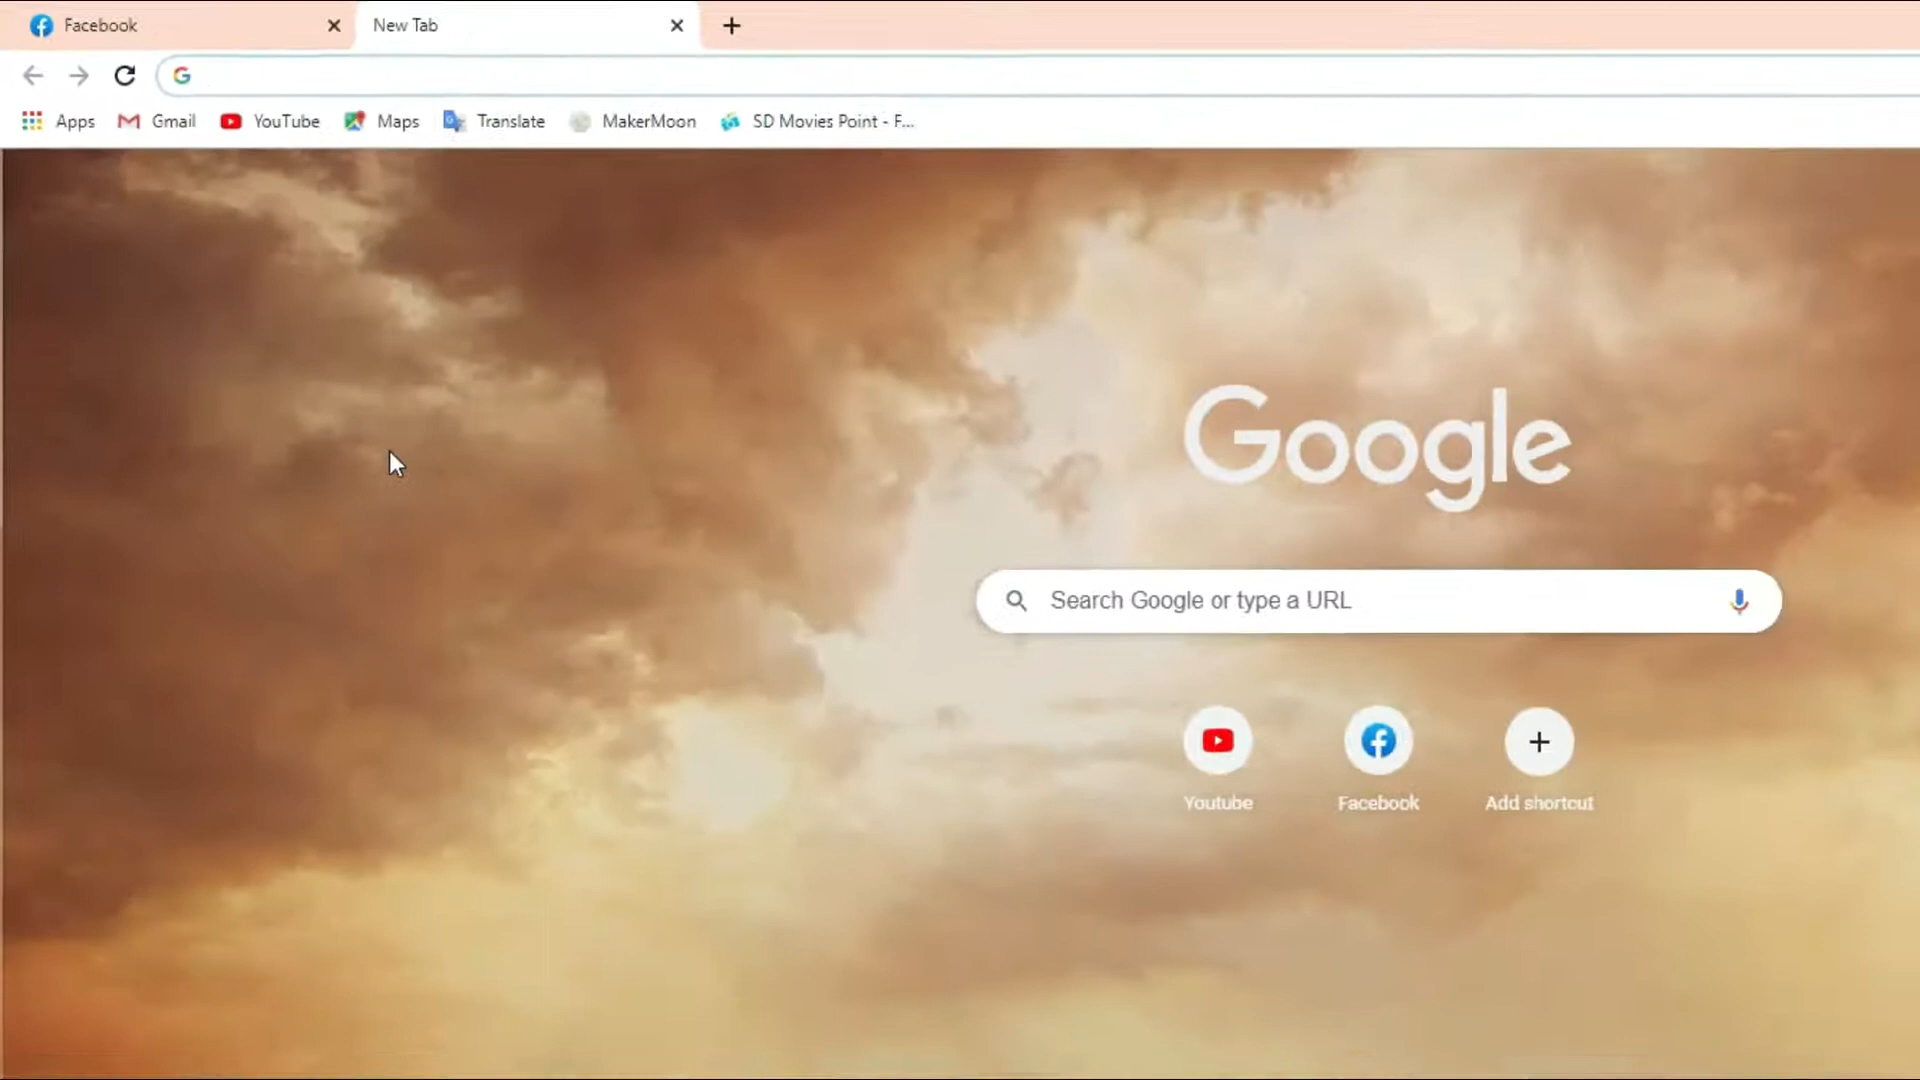 Facebook
New Tab
Apps Gmail YouTube Maps Translate MakerMoon SD Movies Point - F...
Google
Search Google or type a URL
Youtube Facebook Add shortcut